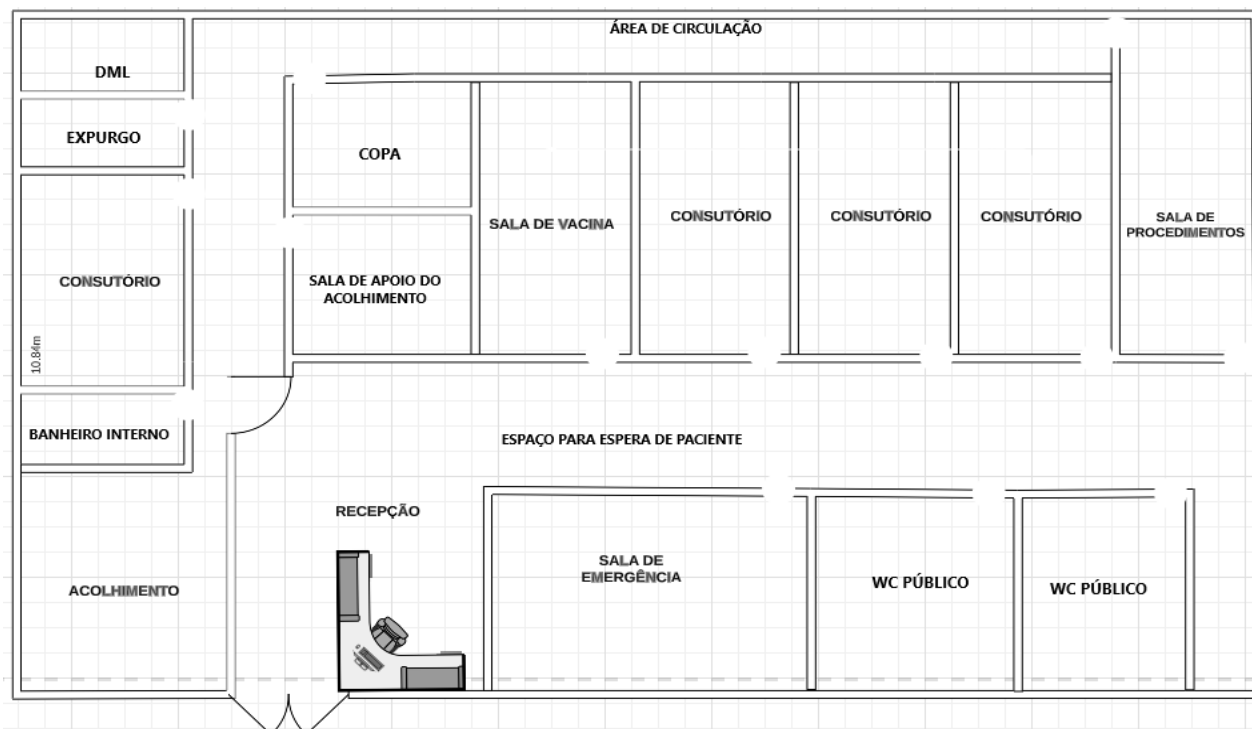 ÁREA DE CIRCULAÇÃO
DML
EXPURGO
COPA
SALA DE VACINA
CONSUTÓRIO
CONSUTÓRIO
CONSUTÓRIO
SALA DE
PROCEDIMENTOS
CONSUTÓRIO
SALA DE APOIO DO
ACOLHIMENTO
10.84m
BANHEIRO INTERNO
ESPAÇO PARA ESPERA DE PACIENTE
RECEPÇÃO
SALA DE
EMERGÊNCIA
ACOLHIMENTO
WC PÚBLICO
WC PÚBLICO